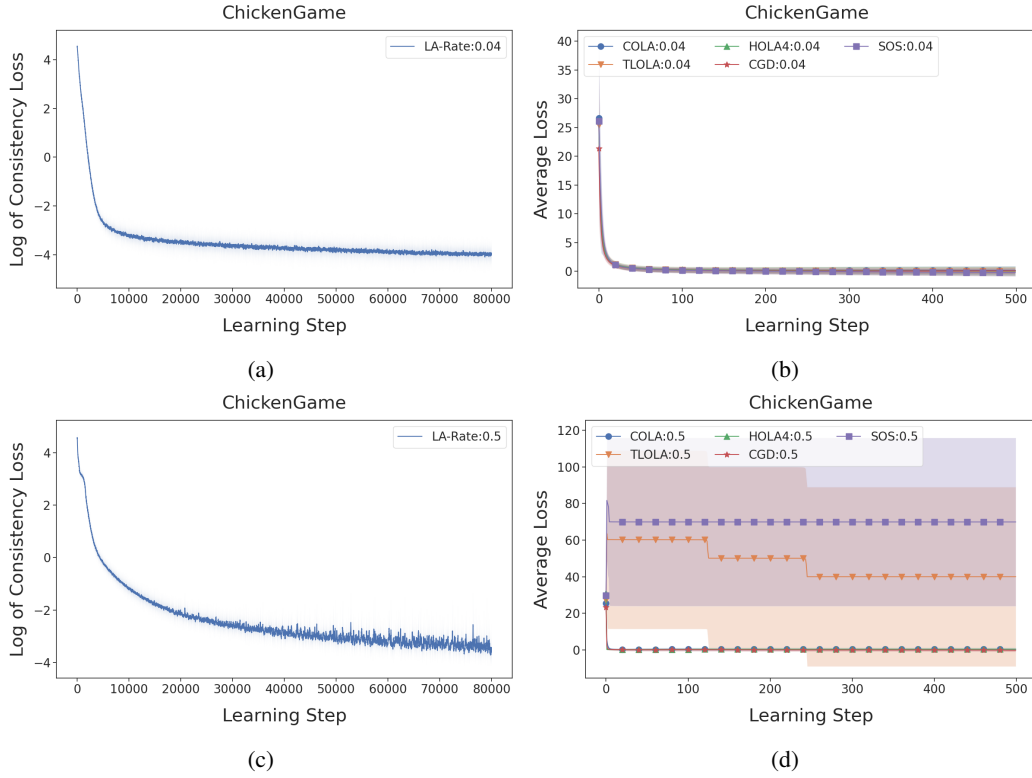 ChickenGame
LA-Rate:0.04
Log of Consistency Loss
4
2
0
−2
−4
0 10000 20000 30000 40000 50000 60000 70000 80000
Learning Step
(a)
ChickenGame
COLA:0.04 HOLA4:0.04 SOS:0.04
TLOLA:0.04 CGD:0.04
Average Loss
40
35
30
25
20
15
10
5
0
0 100 200 300 400 500
Learning Step
(b)
ChickenGame
LA-Rate:0.5
Log of Consistency Loss
4
2
0
−2
−4
0 10000 20000 30000 40000 50000 60000 70000 80000
Learning Step
(c)
ChickenGame
COLA:0.5 HOLA4:0.5 SOS:0.5
TLOLA:0.5 CGD:0.5
Average Loss
120
100
80
60
40
20
0
0 100 200 300 400 500
Learning Step
(d)